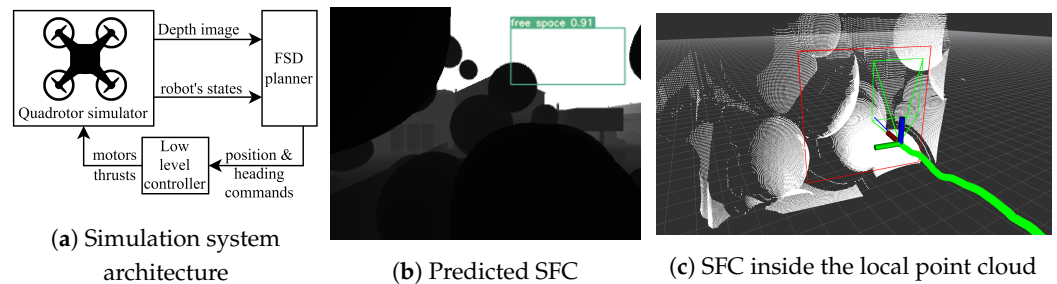 Depth image
robot's states
Quadrotor simulator
FSD
planner
motors
thrusts
Low
level
controller
position &
heading
commands
(a) Simulation system
architecture
free space 0.91
(b) Predicted SFC
(c) SFC inside the local point cloud